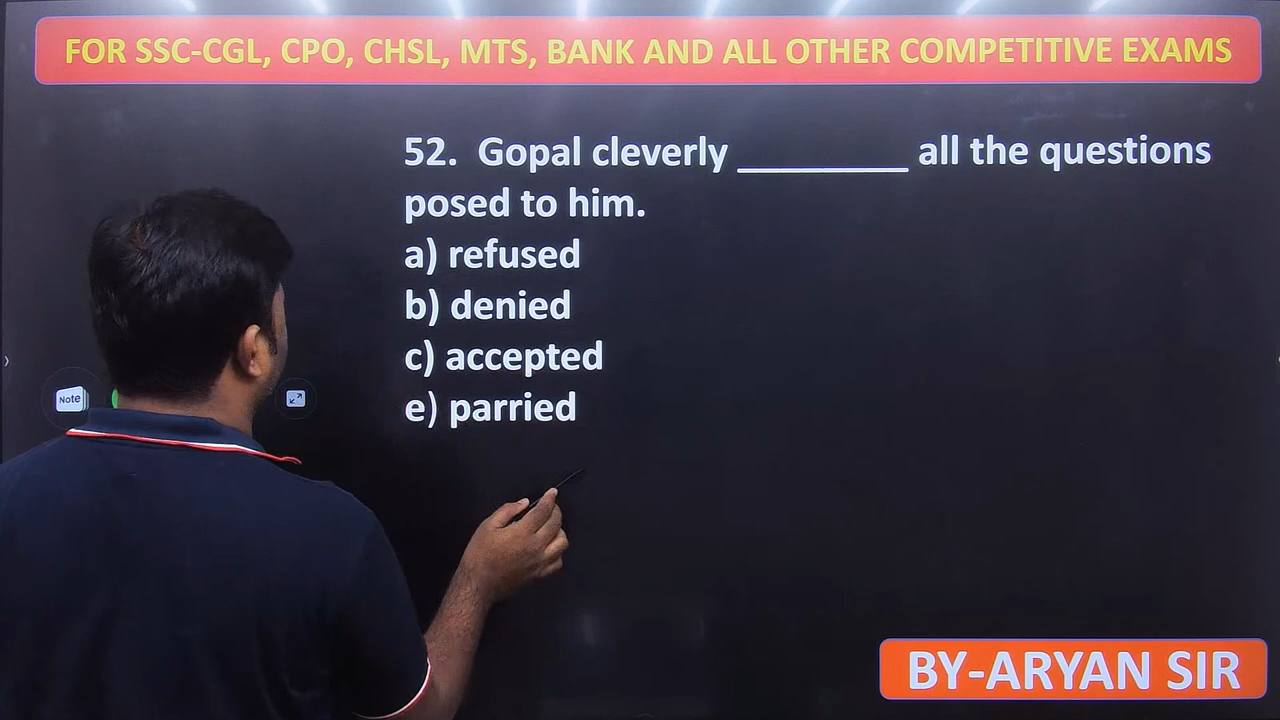 FOR SSC-CGL, CPO, CHSL, MTS, BANK AND ALL OTHER COMPETITIVE EXAMS
52. Gopal cleverly ________ all the questions
posed to him.
a) refused
b) denied
c) accepted
e) parried
Note
BY-ARYAN SIR